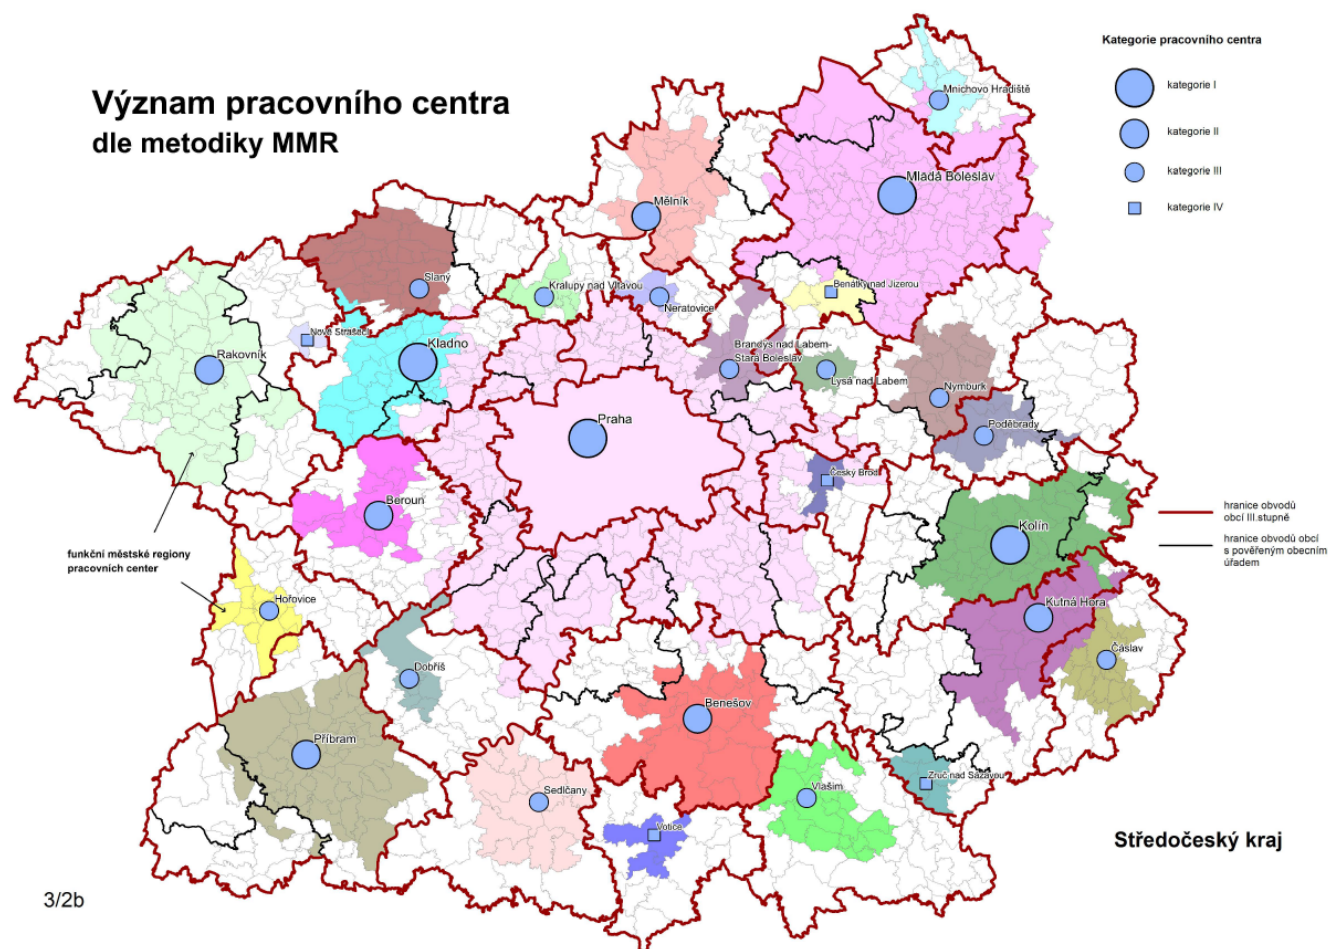 Význam pracovního centra
dle metodiky MMR
Kategorie pracovního centra
kategorie I
kategorie II
kategorie III
kategorie IV
Mnichovo Hradiště
Mladá Boleslav
Mělník
Slaný
Kralupy nad Vltavou
Neratovice
Benátky nad Jizerou
Nové Strašecí
Rakovník
Kladno
Brandýs nad Labem-
Stará Boleslav
Lysá nad Labem
Nymburk
Praha
Poděbrady
Český Brod
Beroun
Kolín
hranice obvodů
obcí III.stupně
hranice obvodů obcí
s pověřeným obecním
úřadem
funkční městské regiony
pracovních center
Hořovice
Kutná Hora
Čáslav
Dobříš
Benešov
Příbram
Sedlčany
Vlašim
Zruč nad Sázavou
Votice
Středočeský kraj
3/2b